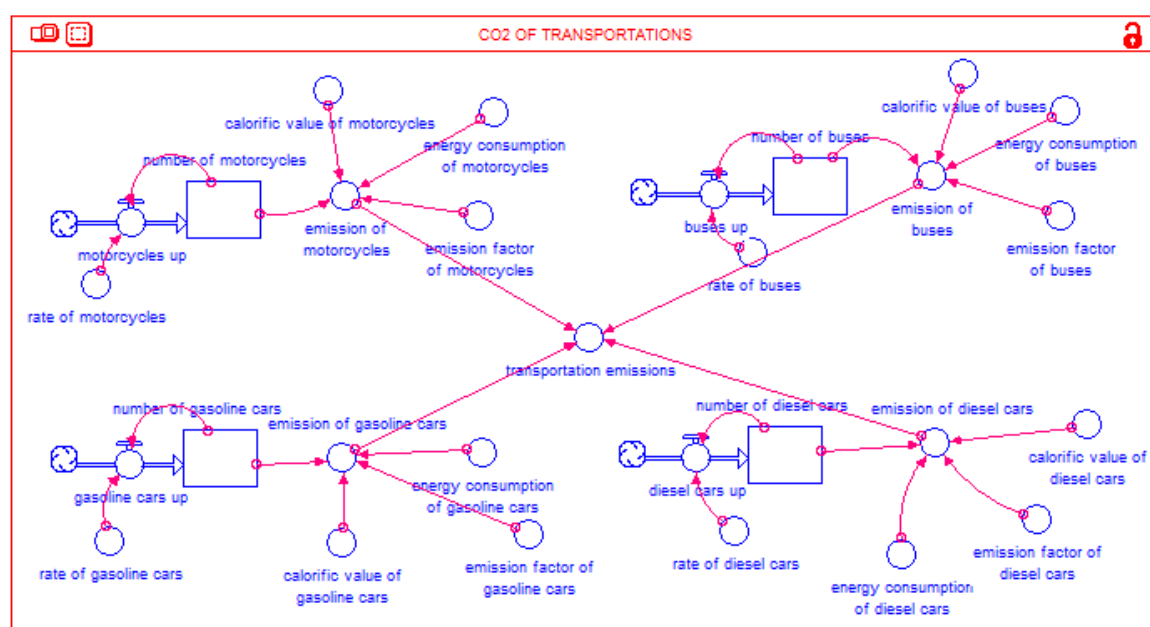 CO2 OF TRANSPORTATIONS
calorific value of motorcycles
number of motorcycles
energy consumption
of motorcycles
motorcycles up
emission of
motorcycles
emission factor
of motorcycles
rate of motorcycles
calorific value of buses
number of buses
energy consumption
of buses
buses up
emission of
buses
emission factor
of buses
rate of buses
transportation emissions
number of gasoline cars
emission of gasoline cars
gasoline cars up
energy consumption
of gasoline cars
rate of gasoline cars
calorific value of
gasoline cars
emission factor of
gasoline cars
number of diesel cars
emission of diesel cars
diesel cars up
calorific value of
diesel cars
rate of diesel cars
emission factor of
diesel cars
energy consumption
of diesel cars